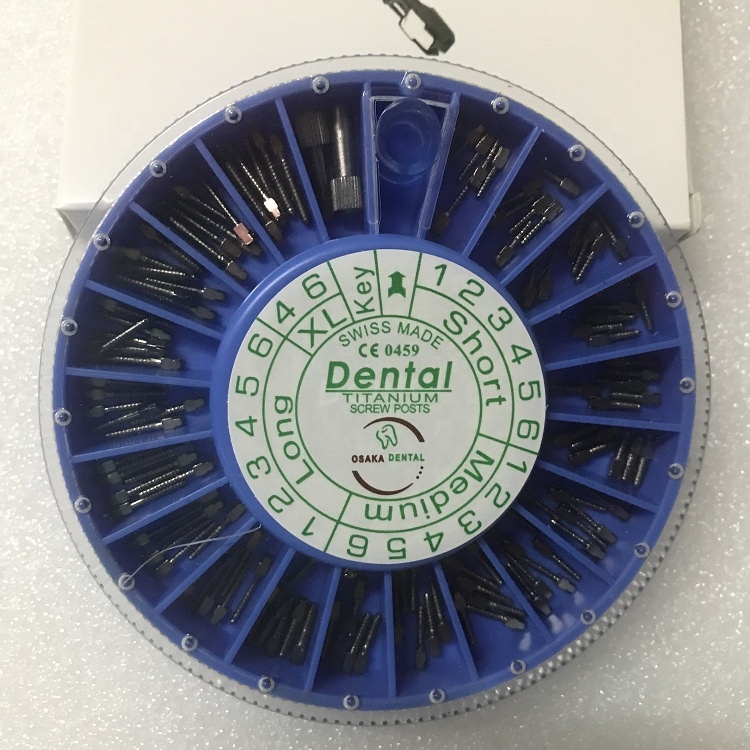 SWISS MADE
CE 0459
Dental
TITANIUM
SCREW POSTS
OSAKA DENTAL
Key
1 2 3 4 5 6
Short
1 2 3 4 5 6
Medium
1 2 3 4 5 6
Long
4 6
XL